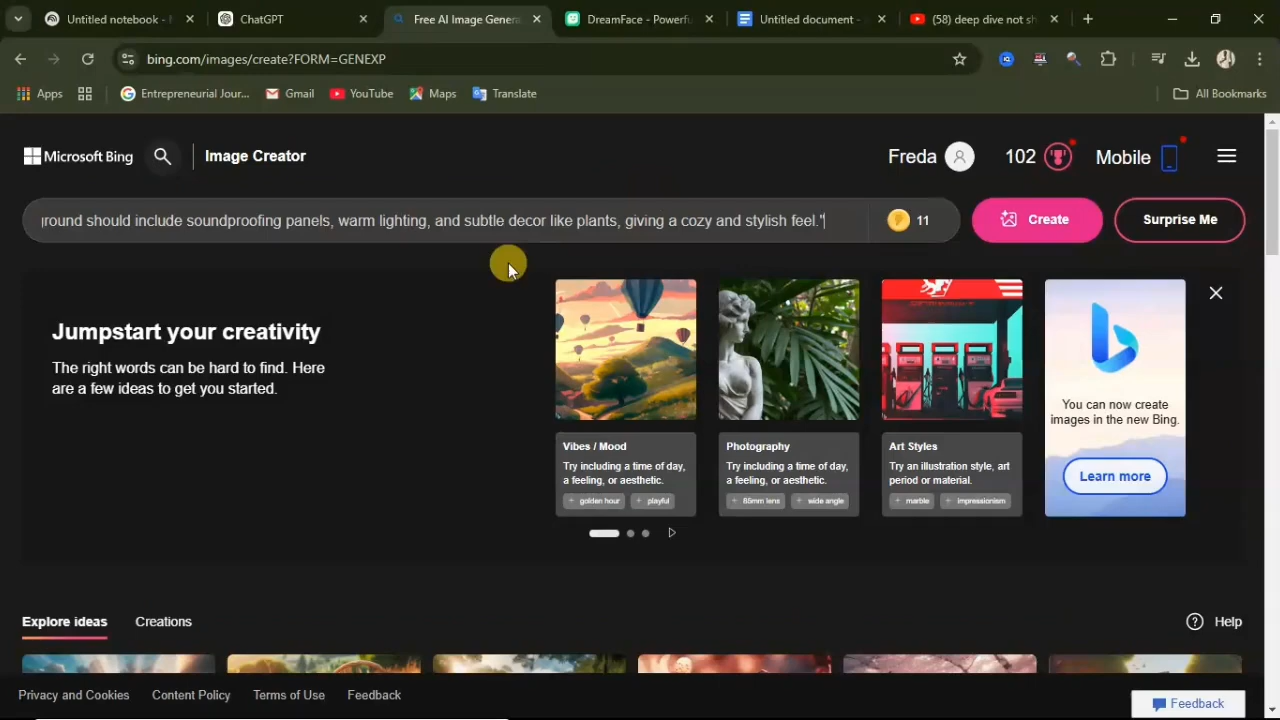 Untitled notebook -
ChatGPT
Free AI Image Genera
DreamFace - Powerfu
Untitled document -
(58) deep dive not sh
bing.com/images/create?FORM=GENEXP
Apps
Entrepreneurial Jour...
Gmail
YouTube
Maps
Translate
All Bookmarks
Microsoft Bing
Image Creator
Freda
102
Mobile
ground should include soundproofing panels, warm lighting, and subtle decor like plants, giving a cozy and stylish feel."
11
Create
Surprise Me
Jumpstart your creativity
The right words can be hard to find. Here
are a few ideas to get you started.
Vibes / Mood
Try including a time of day,
a feeling, or aesthetic.
+ golden hour
+ playful
Photography
Try including a time of day,
a feeling, or aesthetic.
+ 85mm lens
+ wide angle
Art Styles
Try an illustration style, art
period or material.
+ marble
+ impressionism
You can now create
images in the new Bing.
Learn more
Explore ideas
Creations
Help
Privacy and Cookies
Content Policy
Terms of Use
Feedback
Feedback